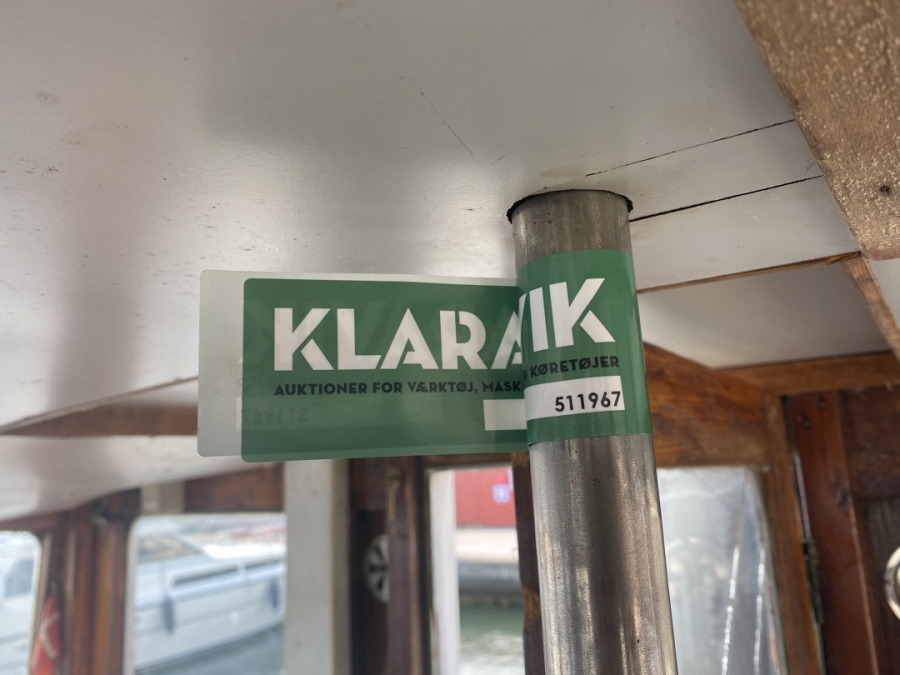 KLARAVIK
AUKTIONER FOR VÆRKTØJ, MASK & KØRETØJER
511967